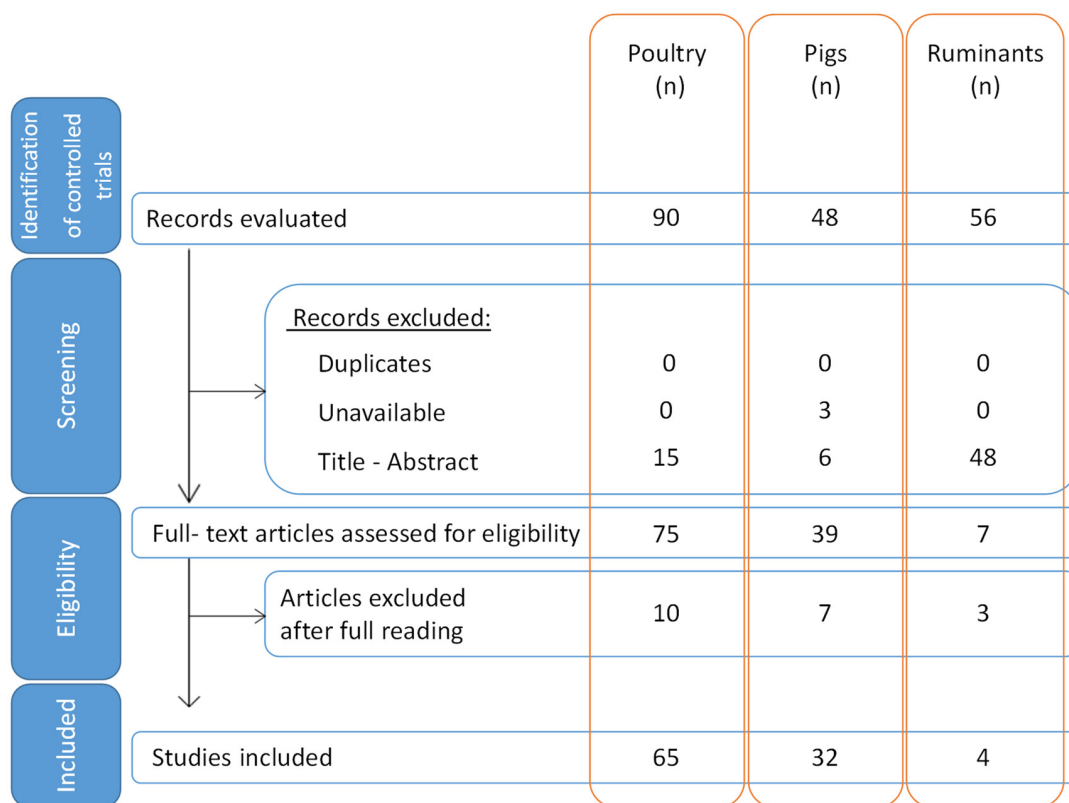 Poultry
(n)
Pigs
(n)
Ruminants
(n)
Identification
of controlled
trials
Records evaluated 90 48 56
Screening
Records excluded:
Duplicates 0 0 0
Unavailable 0 3 0
Title - Abstract 15 6 48
Eligibility
Full- text articles assessed for eligibility 75 39 7
Articles excluded
after full reading 10 7 3
Included
Studies included 65 32 4